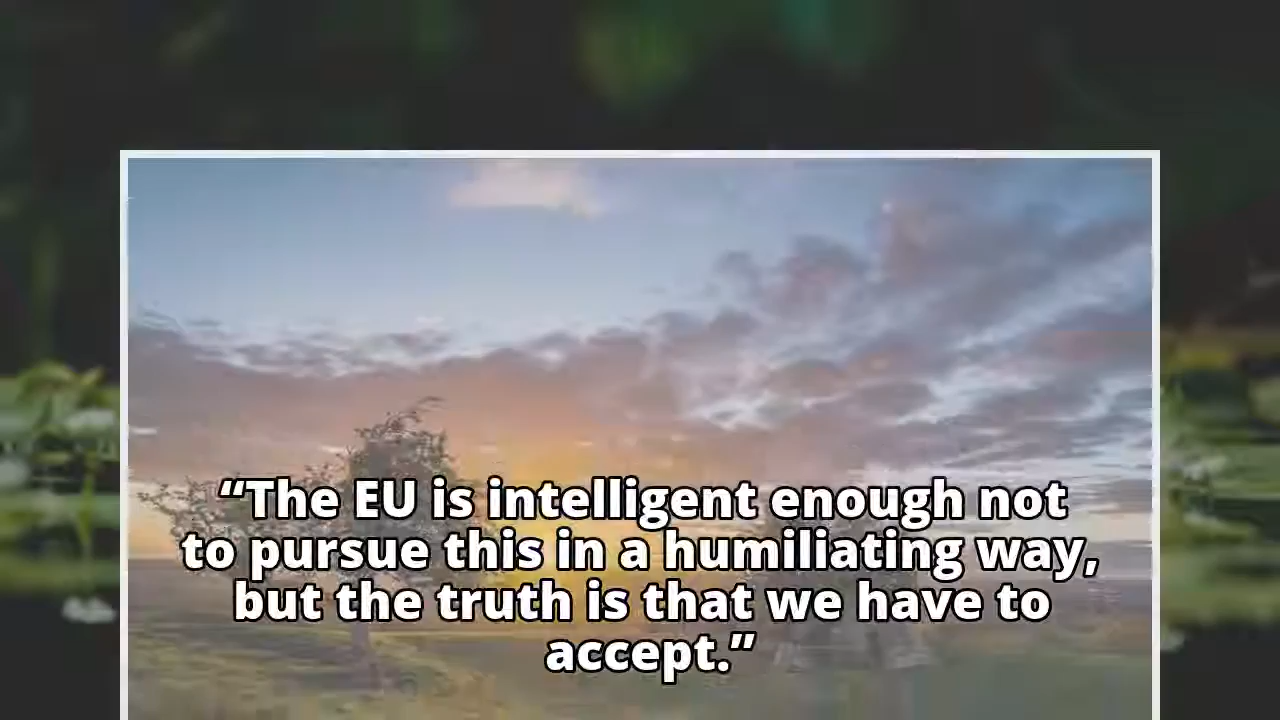 “The EU is intelligent enough not
to pursue this in a humiliating way,
but the truth is that we have to
accept.”